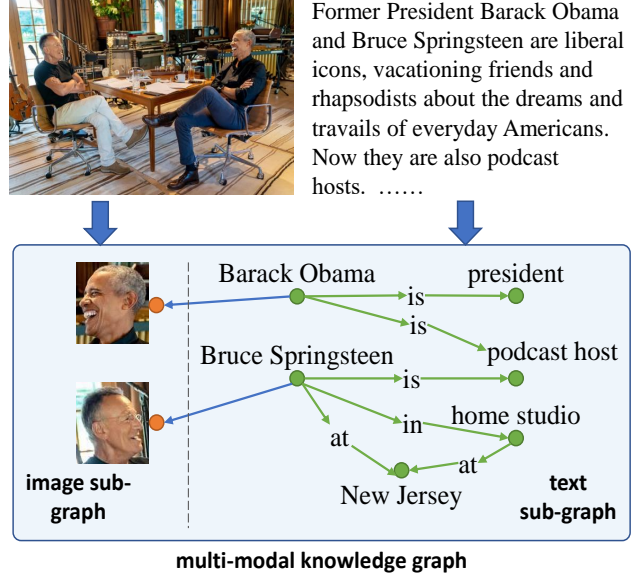 Former President Barack Obama
and Bruce Springsteen are liberal
icons, vacationing friends and
rhapsodists about the dreams and
travails of everyday Americans.
Now they are also podcast
hosts. ……
Barack Obama
is
president
is
podcast host
Bruce Springsteen
is
home studio
in
at
at
New Jersey
image sub-
graph
text
sub-graph
multi-modal knowledge graph